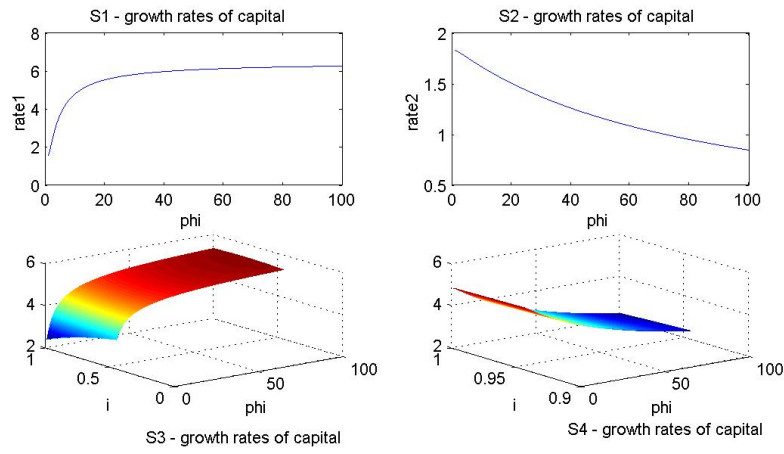 S1 - growth rates of capital
8
6
4
2
0
rate1
0 20 40 60 80 100
phi
S2 - growth rates of capital
2
1.5
1
0.5
rate2
0 20 40 60 80 100
phi
6
4
2
1
0.5
0
i
0
50
100
phi
S3 - growth rates of capital
6
4
2
1
0.95
0.9
i
0
50
100
phi
S4 - growth rates of capital